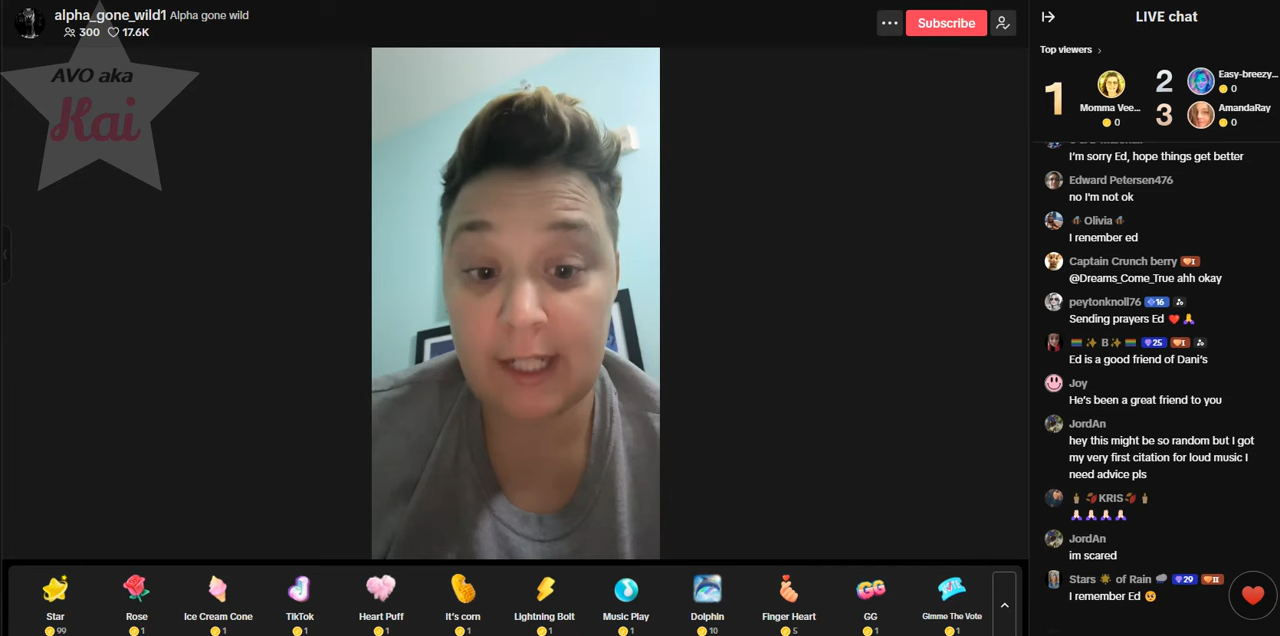 alpha_gone_wild1 Alpha gone wild
300 17.6K
AVO aka
Kai
Subscribe
LIVE chat
Top viewers
1
Momma Vee...
0
2
Easy-breezy...
0
3
AmandaRay
0
I'm sorry Ed, hope things get better
Edward Petersen476
no I'm not ok
Olivia
I renember ed
Captain Crunch berry I
@Dreams_Come_True ahh okay
peytonknoll76 16
Sending prayers Ed ❤️ 🙏
B 25 I
Ed is a good friend of Dani's
Joy
He's been a great friend to you
JordAn
hey this might be so random but I got
my very first citation for loud music I
need advice pls
KRIS
🙏🏻🙏🏻🙏🏻🙏🏻
JordAn
im scared
Stars of Rain 29 II
I remember Ed 🥺
Star
99
Rose
1
Ice Cream Cone
1
TikTok
1
Heart Puff
1
It's corn
1
Lightning Bolt
1
Music Play
1
Dolphin
10
Finger Heart
5
GG
GG
1
Gimme The Vote
1